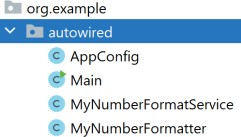 org.example
autowired
C AppConfig
C Main
C MyNumberFormatService
C MyNumberFormatter